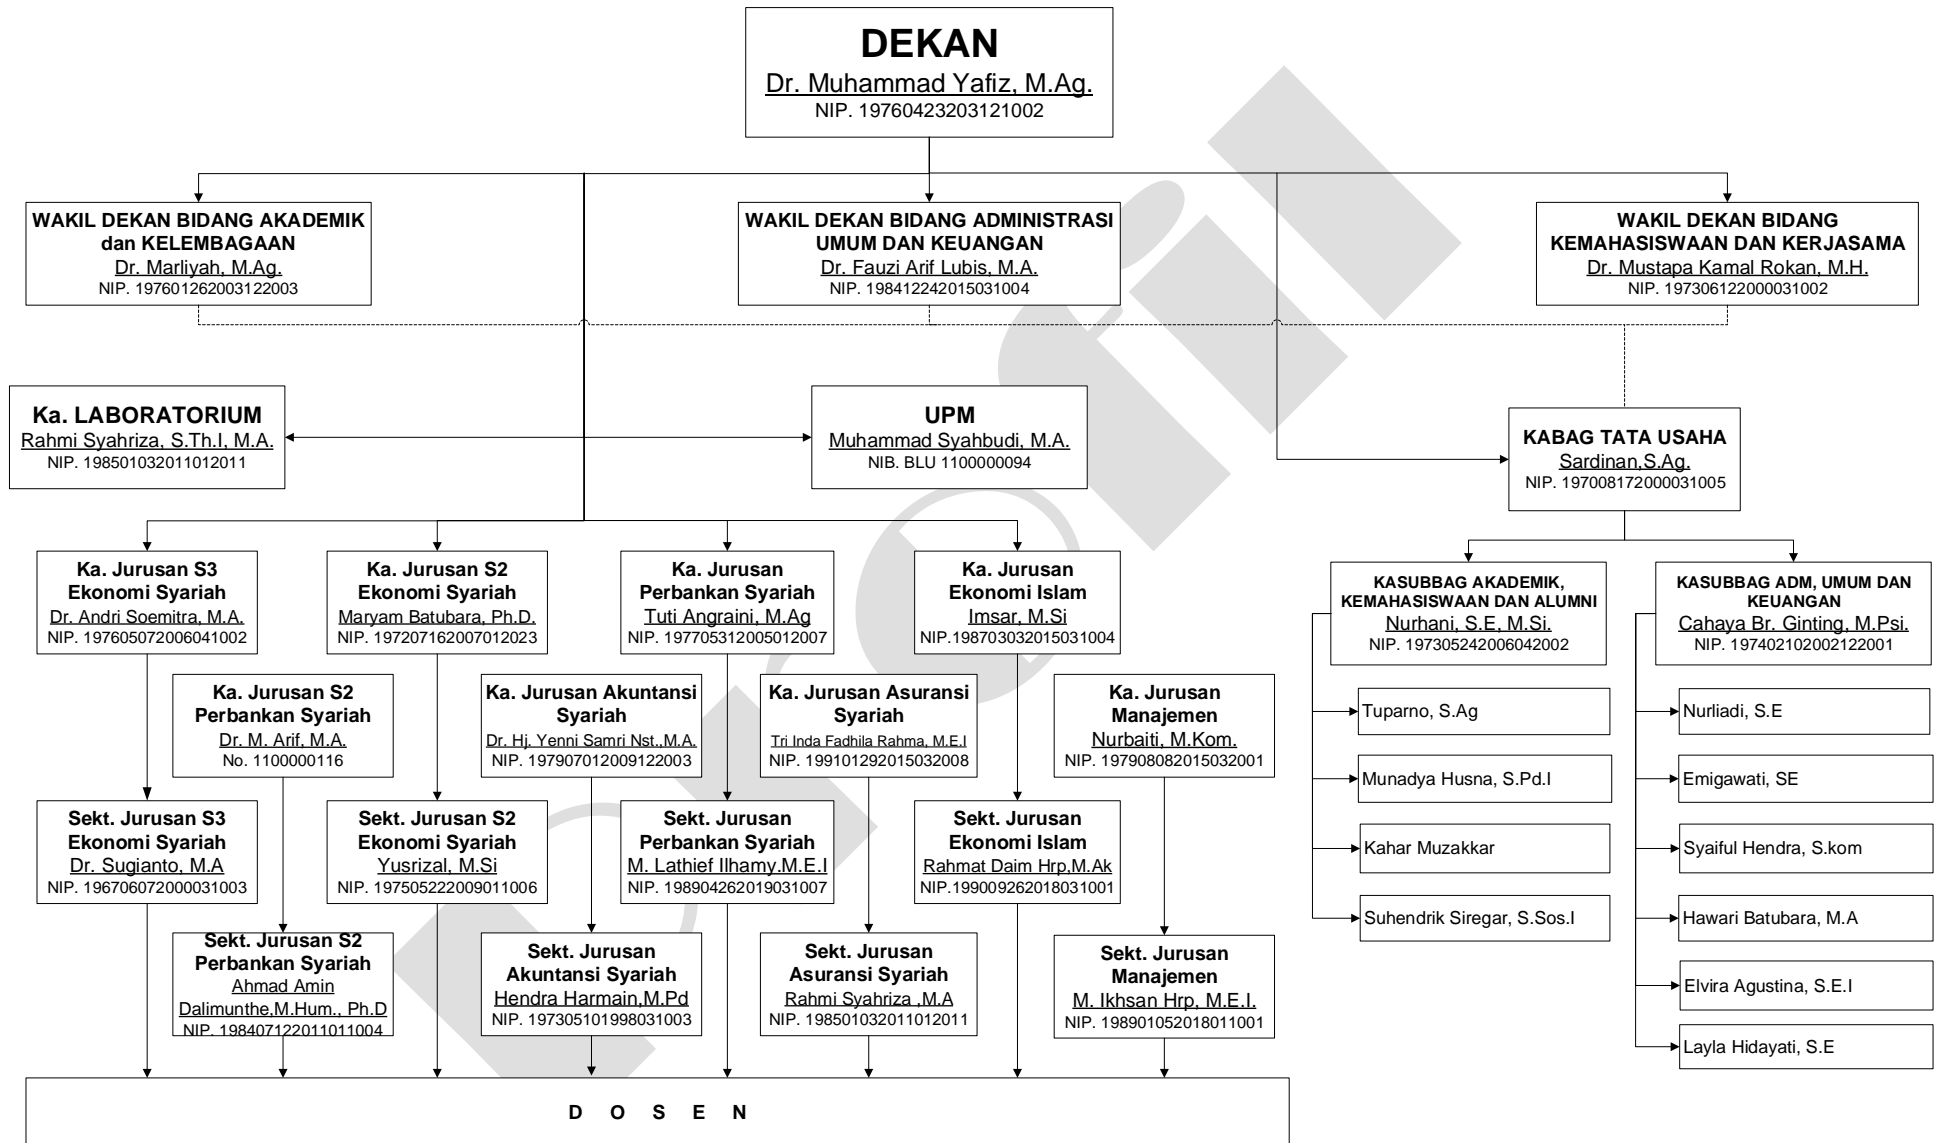 DEKAN
Dr. Muhammad Yafiz, M.Ag.
NIP. 19760423203121002
WAKIL DEKAN BIDANG AKADEMIK
dan KELEMBAGAAN
Dr. Marliyah, M.Ag.
NIP. 197601262003122003
WAKIL DEKAN BIDANG ADMINISTRASI
UMUM DAN KEUANGAN
Dr. Fauzi Arif Lubis, M.A.
NIP. 198412242015031004
WAKIL DEKAN BIDANG
KEMAHASISWAAN DAN KERJASAMA
Dr. Mustapa Kamal Rokan, M.H.
NIP. 197306122000031002
Ka. LABORATORIUM
Rahmi Syahriza, S.Th.I, M.A.
NIP. 198501032011012011
UPM
Muhammad Syahbudi, M.A.
NIB. BLU 1100000094
KABAG TATA USAHA
Sardinan,S.Ag.
NIP. 197008172000031005
Ka. Jurusan S3
Ekonomi Syariah
Dr. Andri Soemitra, M.A.
NIP. 197605072006041002
Ka. Jurusan S2
Ekonomi Syariah
Maryam Batubara, Ph.D.
NIP. 197207162007012023
Ka. Jurusan
Perbankan Syariah
Tuti Angraini, M.Ag
NIP. 197705312005012007
Ka. Jurusan
Ekonomi Islam
Imsar, M.Si
NIP.198703032015031004
KASUBBAG AKADEMIK,
KEMAHASISWAAN DAN ALUMNI
Nurhani, S.E, M.Si.
NIP. 197305242006042002
KASUBBAG ADM, UMUM DAN
KEUANGAN
Cahaya Br. Ginting, M.Psi.
NIP. 197402102002122001
Ka. Jurusan S2
Perbankan Syariah
Dr. M. Arif, M.A.
No. 1100000116
Ka. Jurusan Akuntansi
Syariah
Dr. Hj. Yenni Samri Nst.,M.A.
NIP. 197907012009122003
Ka. Jurusan Asuransi
Syariah
Tri Inda Fadhila Rahma, M.E.I
NIP. 199101292015032008
Ka. Jurusan
Manajemen
Nurbaiti, M.Kom.
NIP. 197908082015032001
Tuparno, S.Ag
Nurliadi, S.E
Munadya Husna, S.Pd.I
Emigawati, SE
Sekt. Jurusan S3
Ekonomi Syariah
Dr. Sugianto, M.A
NIP. 196706072000031003
Sekt. Jurusan S2
Ekonomi Syariah
Yusrizal, M.Si
NIP. 197505222009011006
Sekt. Jurusan
Perbankan Syariah
M. Lathief Ilhamy.M.E.I
NIP. 198904262019031007
Sekt. Jurusan
Ekonomi Islam
Rahmat Daim Hrp,M.Ak
NIP.199009262018031001
Kahar Muzakkar
Syaiful Hendra, S.kom
Suhendrik Siregar, S.Sos.I
Hawari Batubara, M.A
Sekt. Jurusan S2
Perbankan Syariah
Ahmad Amin
Dalimunthe,M.Hum., Ph.D
NIP. 198407122011011004
Sekt. Jurusan
Akuntansi Syariah
Hendra Harmain,M.Pd
NIP. 197305101998031003
Sekt. Jurusan
Asuransi Syariah
Rahmi Syahriza ,M.A
NIP. 198501032011012011
Sekt. Jurusan
Manajemen
M. Ikhsan Hrp, M.E.I.
NIP. 198901052018011001
Elvira Agustina, S.E.I
Layla Hidayati, S.E
D O S E N
Profil